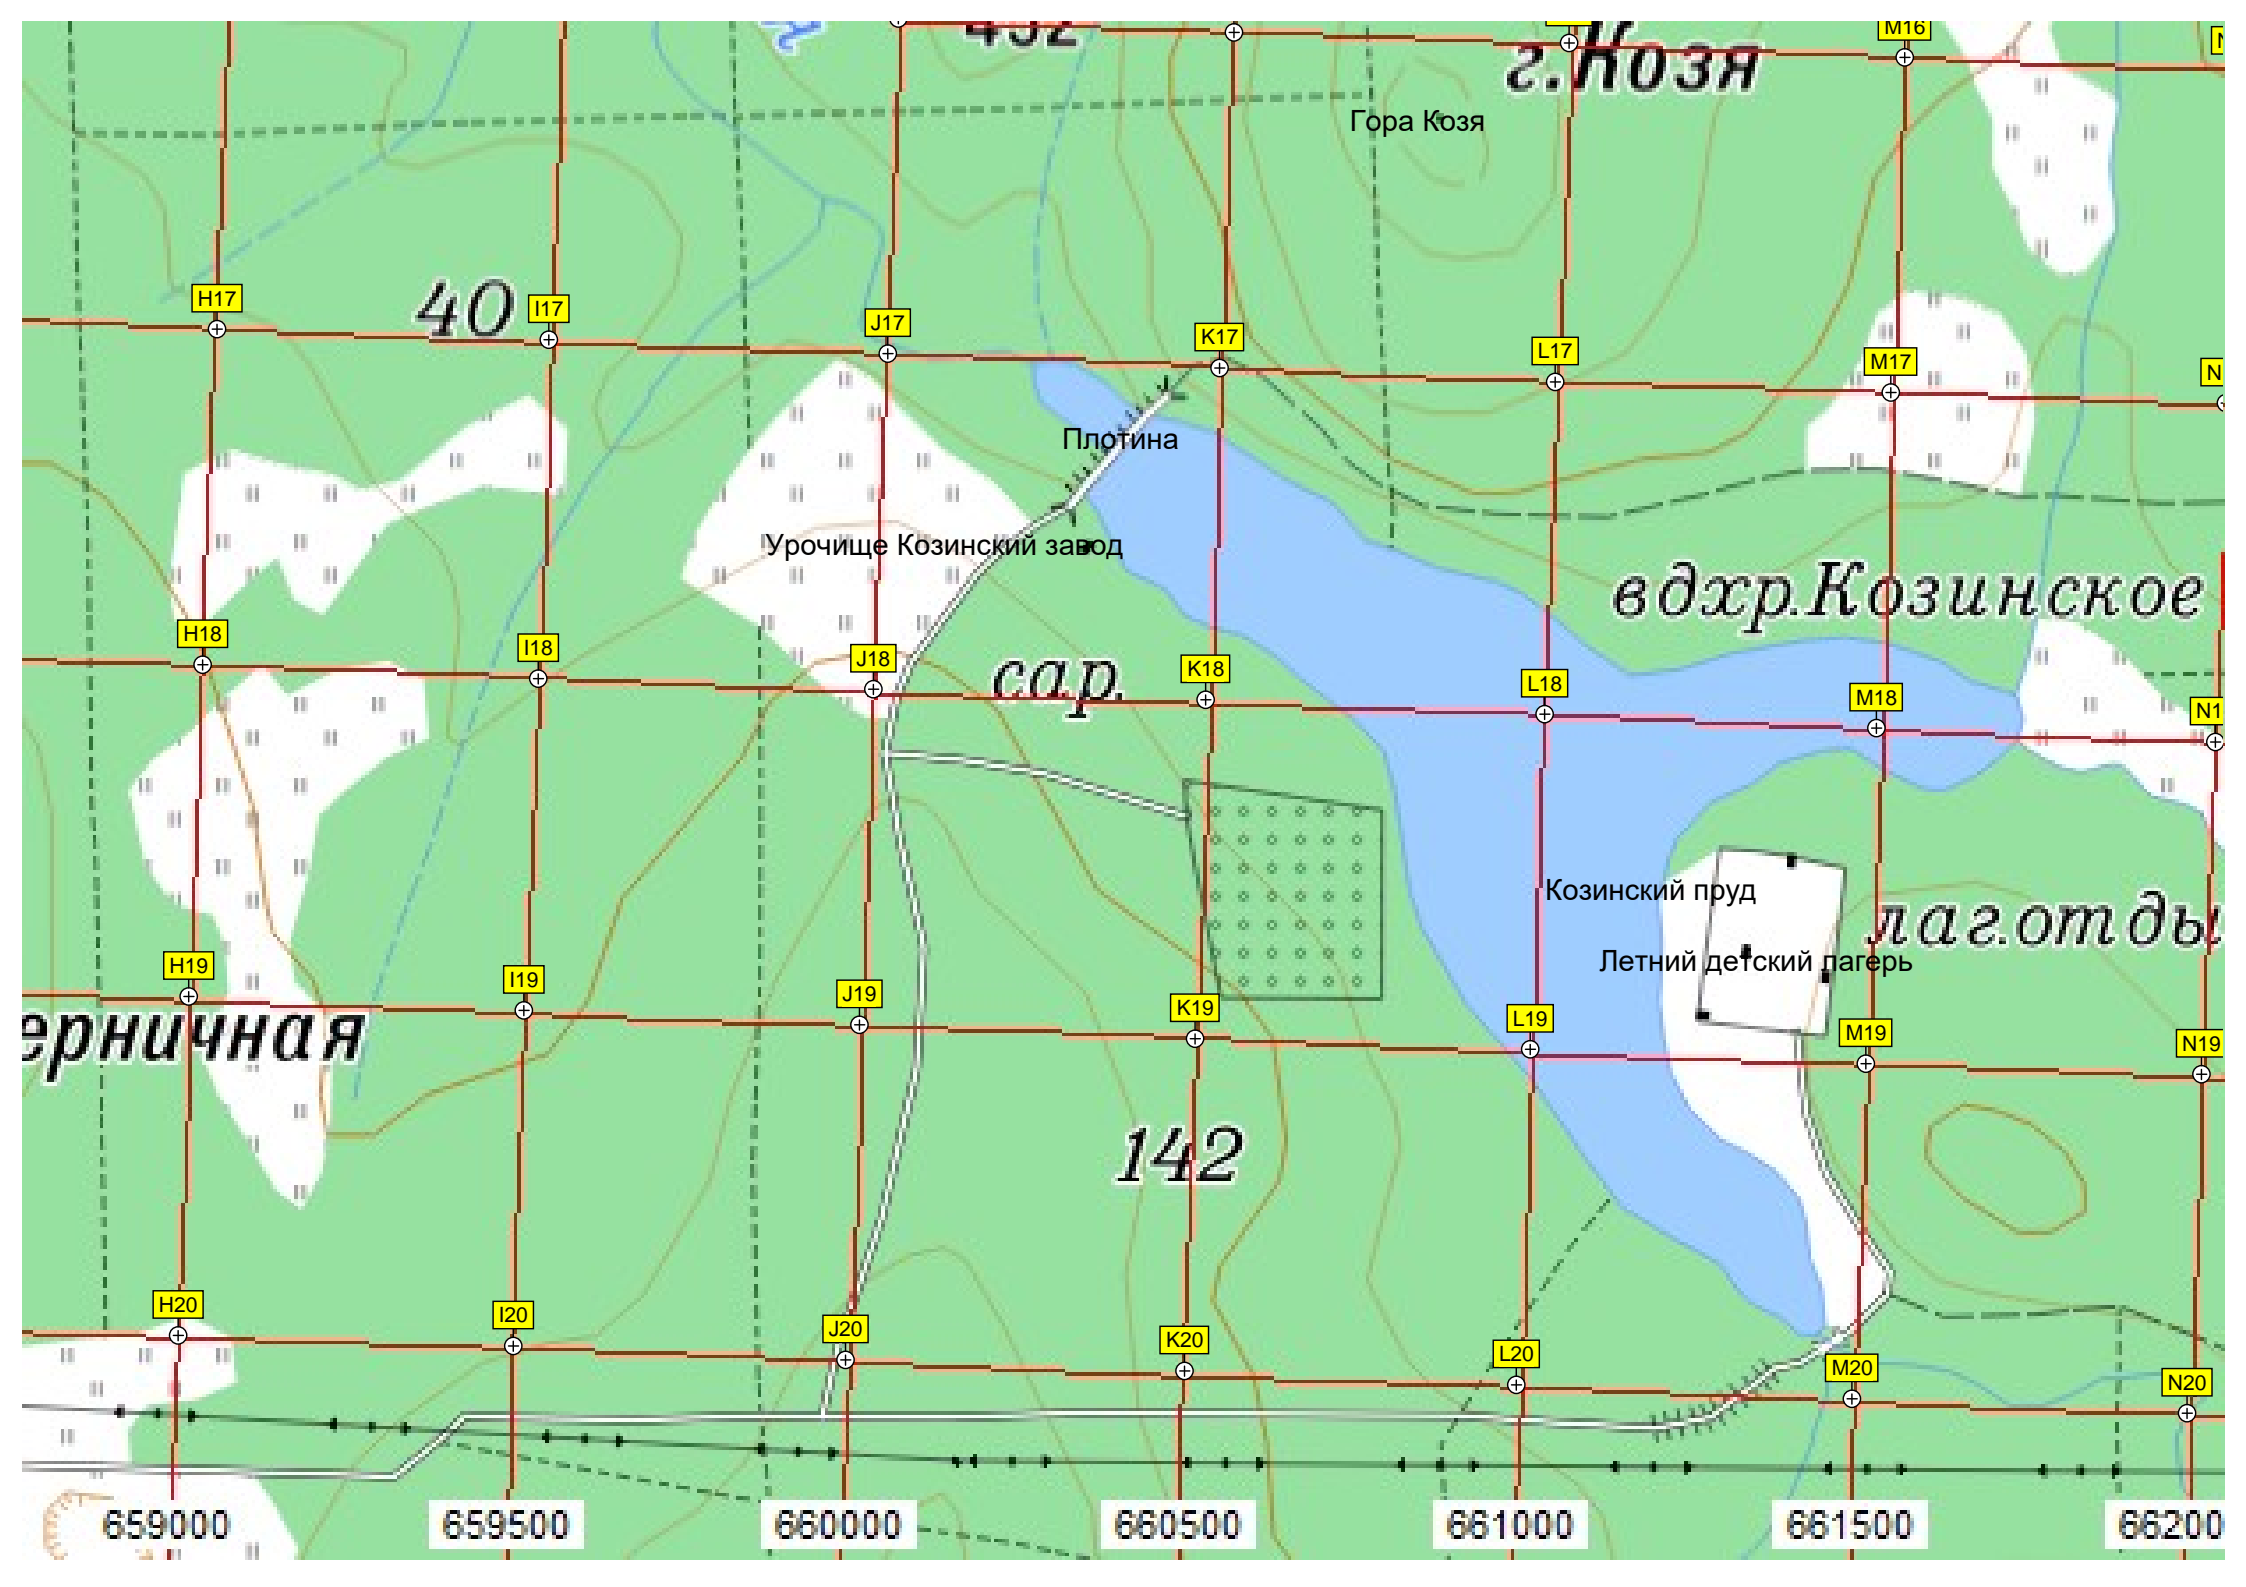 M16
г.Козя
Гора Козя
H17
40
I17
J17
K17
L17
M17
Плотина
Урочище Козинский завод
вдхр.Козинское
H18
I18
J18
сар.
K18
L18
M18
Козинский пруд
лаг.отды
Летний детский лагерь
H19
I19
J19
K19
L19
M19
N19
ерничная
142
H20
I20
J20
K20
L20
M20
N20
659000 659500 660000 660500 661000 661500 66200